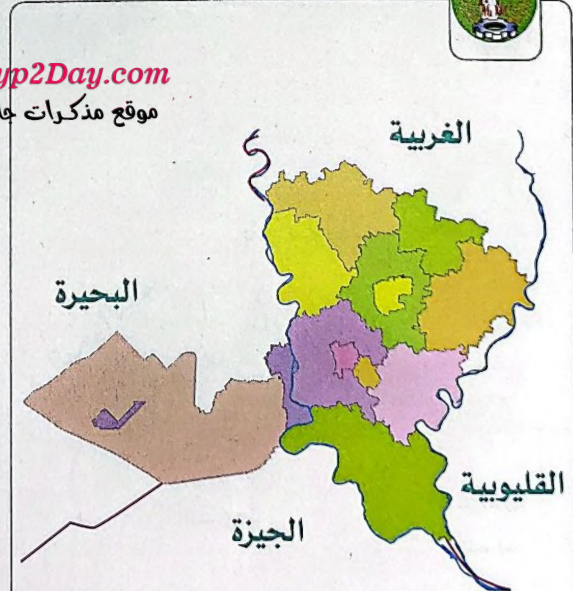 yp2Day.com
موقع مذكرات
الغربية
البحيرة
القليوبية
الجيزة